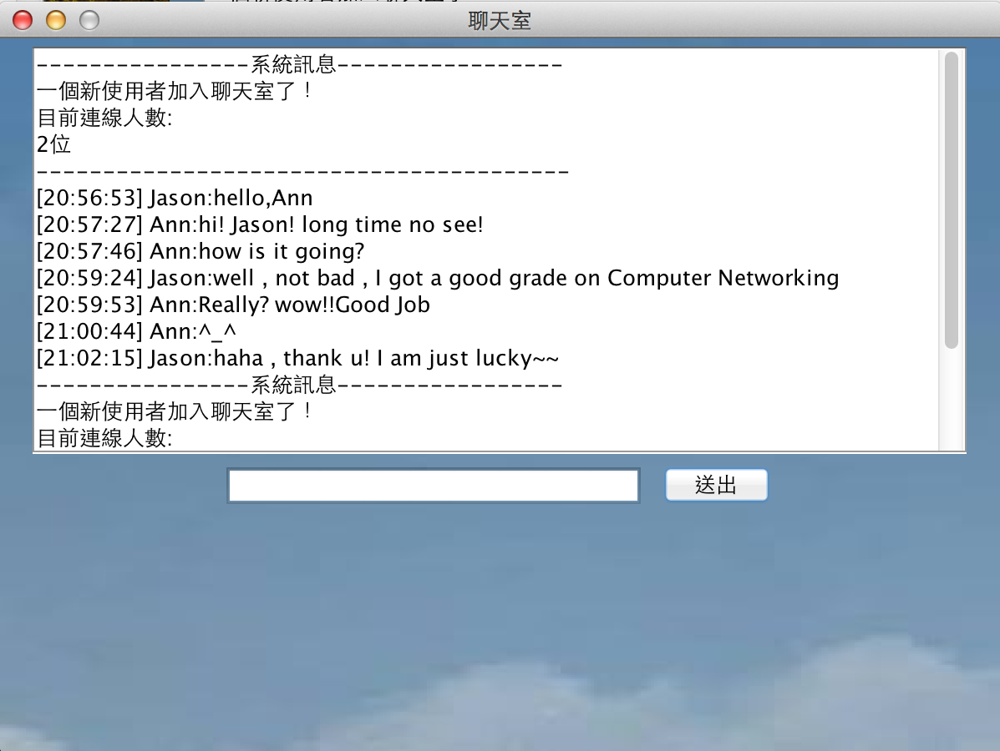 聊天室
----------------系統訊息-----------------
一個新使用者加入聊天室了！
目前連線人數:
2位
----------------------------------------
[20:56:53] Jason:hello,Ann
[20:57:27] Ann:hi! Jason! long time no see!
[20:57:46] Ann:how is it going?
[20:59:24] Jason:well , not bad , I got a good grade on Computer Networking
[20:59:53] Ann:Really? wow!!Good Job
[21:00:44] Ann:^_^
[21:02:15] Jason:haha , thank u! I am just lucky~~
----------------系統訊息-----------------
一個新使用者加入聊天室了！
目前連線人數:
送出